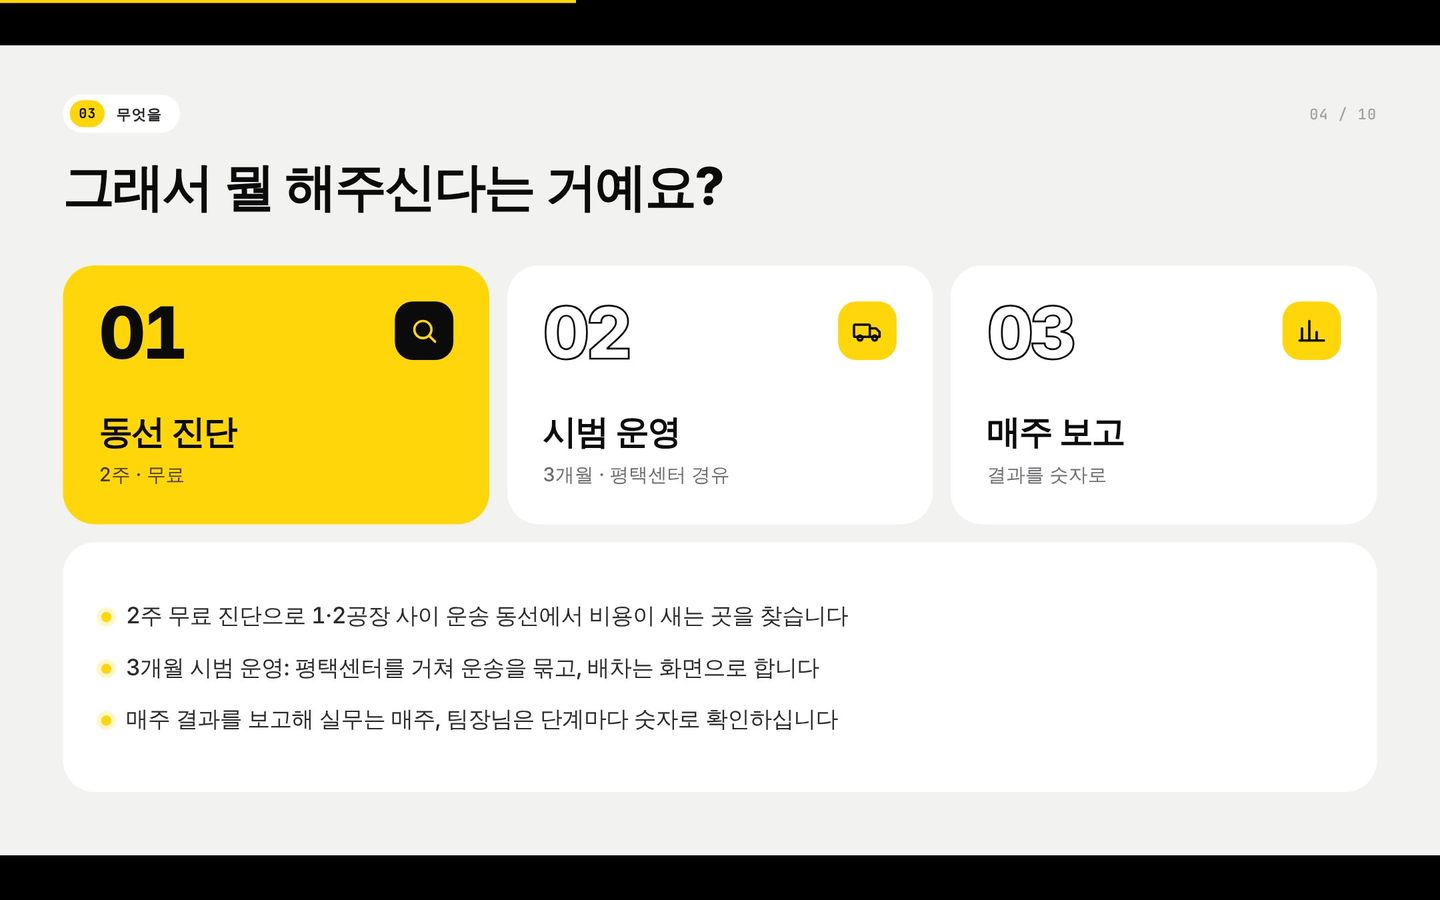 03 무엇을
04 / 10
그래서 뭘 해주신다는 거예요?
01
동선 진단
2주 · 무료
02
시범 운영
3개월 · 평택센터 경유
03
매주 보고
결과를 숫자로
2주 무료 진단으로 1·2공장 사이 운송 동선에서 비용이 새는 곳을 찾습니다
3개월 시범 운영: 평택센터를 거쳐 운송을 묶고, 배차는 화면으로 합니다
매주 결과를 보고해 실무는 매주, 팀장님은 단계마다 숫자로 확인하십니다